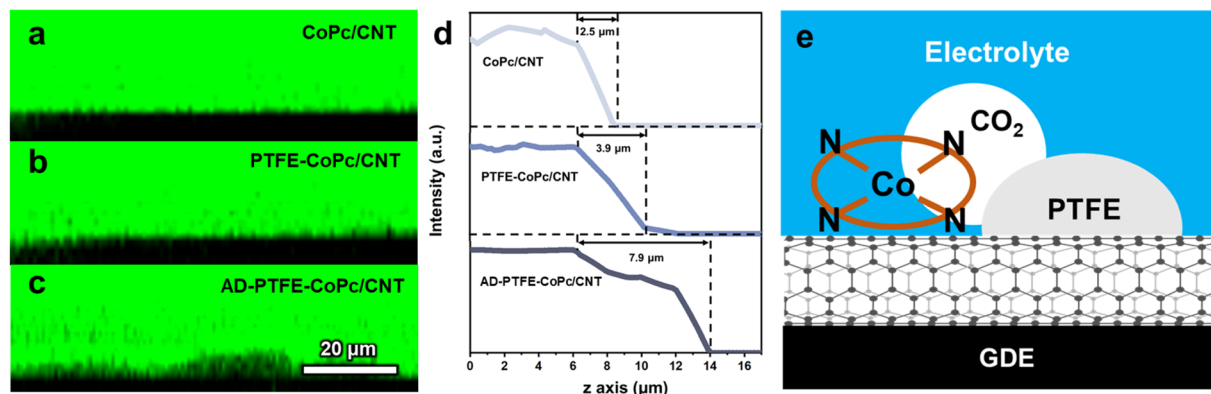 a
CoPc/CNT
b
PTFE-CoPc/CNT
c
AD-PTFE-CoPc/CNT
20 µm
d
Intensity (a.u.)
2.5 µm
CoPc/CNT
3.9 µm
PTFE-CoPc/CNT
7.9 µm
AD-PTFE-CoPc/CNT
0 2 4 6 8 10 12 14 16
z axis (µm)
e
Electrolyte
CO₂
N N
Co
N N
PTFE
GDE